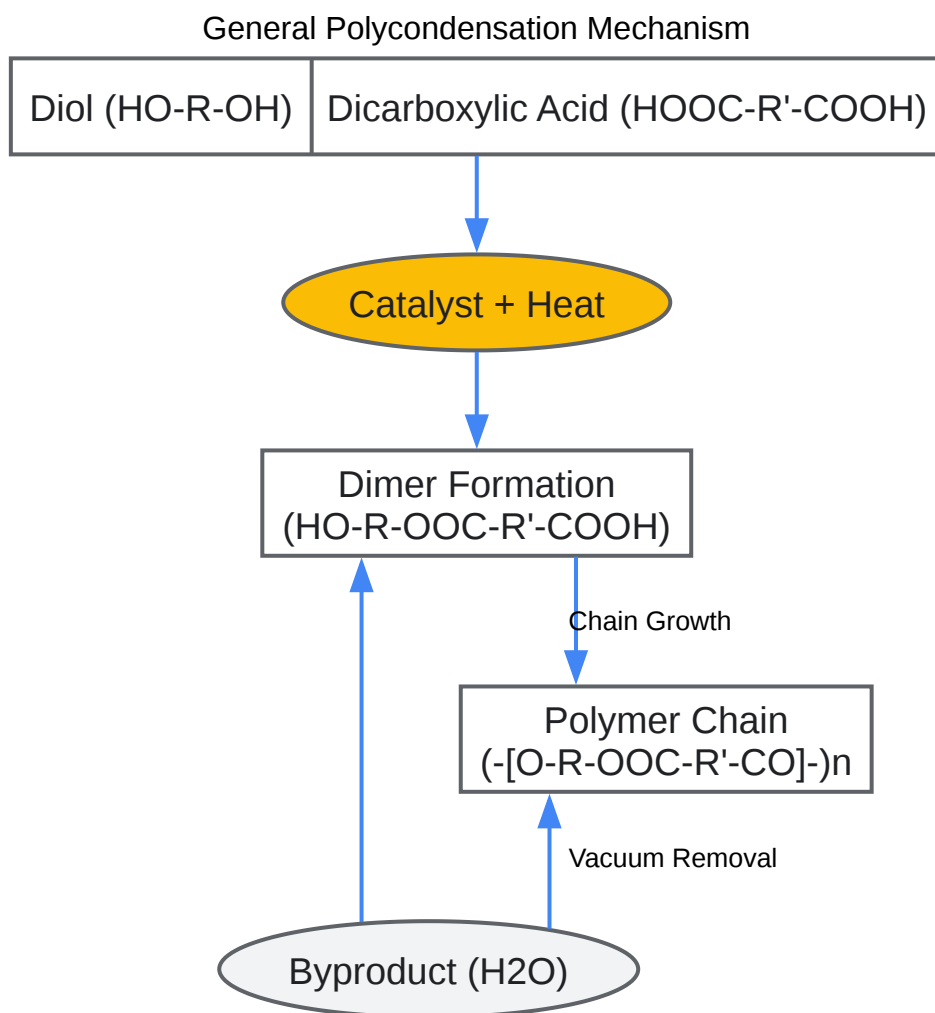 General Polycondensation Mechanism
Diol (HO-R-OH)
Dicarboxylic Acid (HOOC-R'-COOH)
Catalyst + Heat
Dimer Formation
(HO-R-OOC-R'-COOH)
Chain Growth
Polymer Chain
(-[O-R-OOC-R'-CO]-)n
Vacuum Removal
Byproduct (H2O)